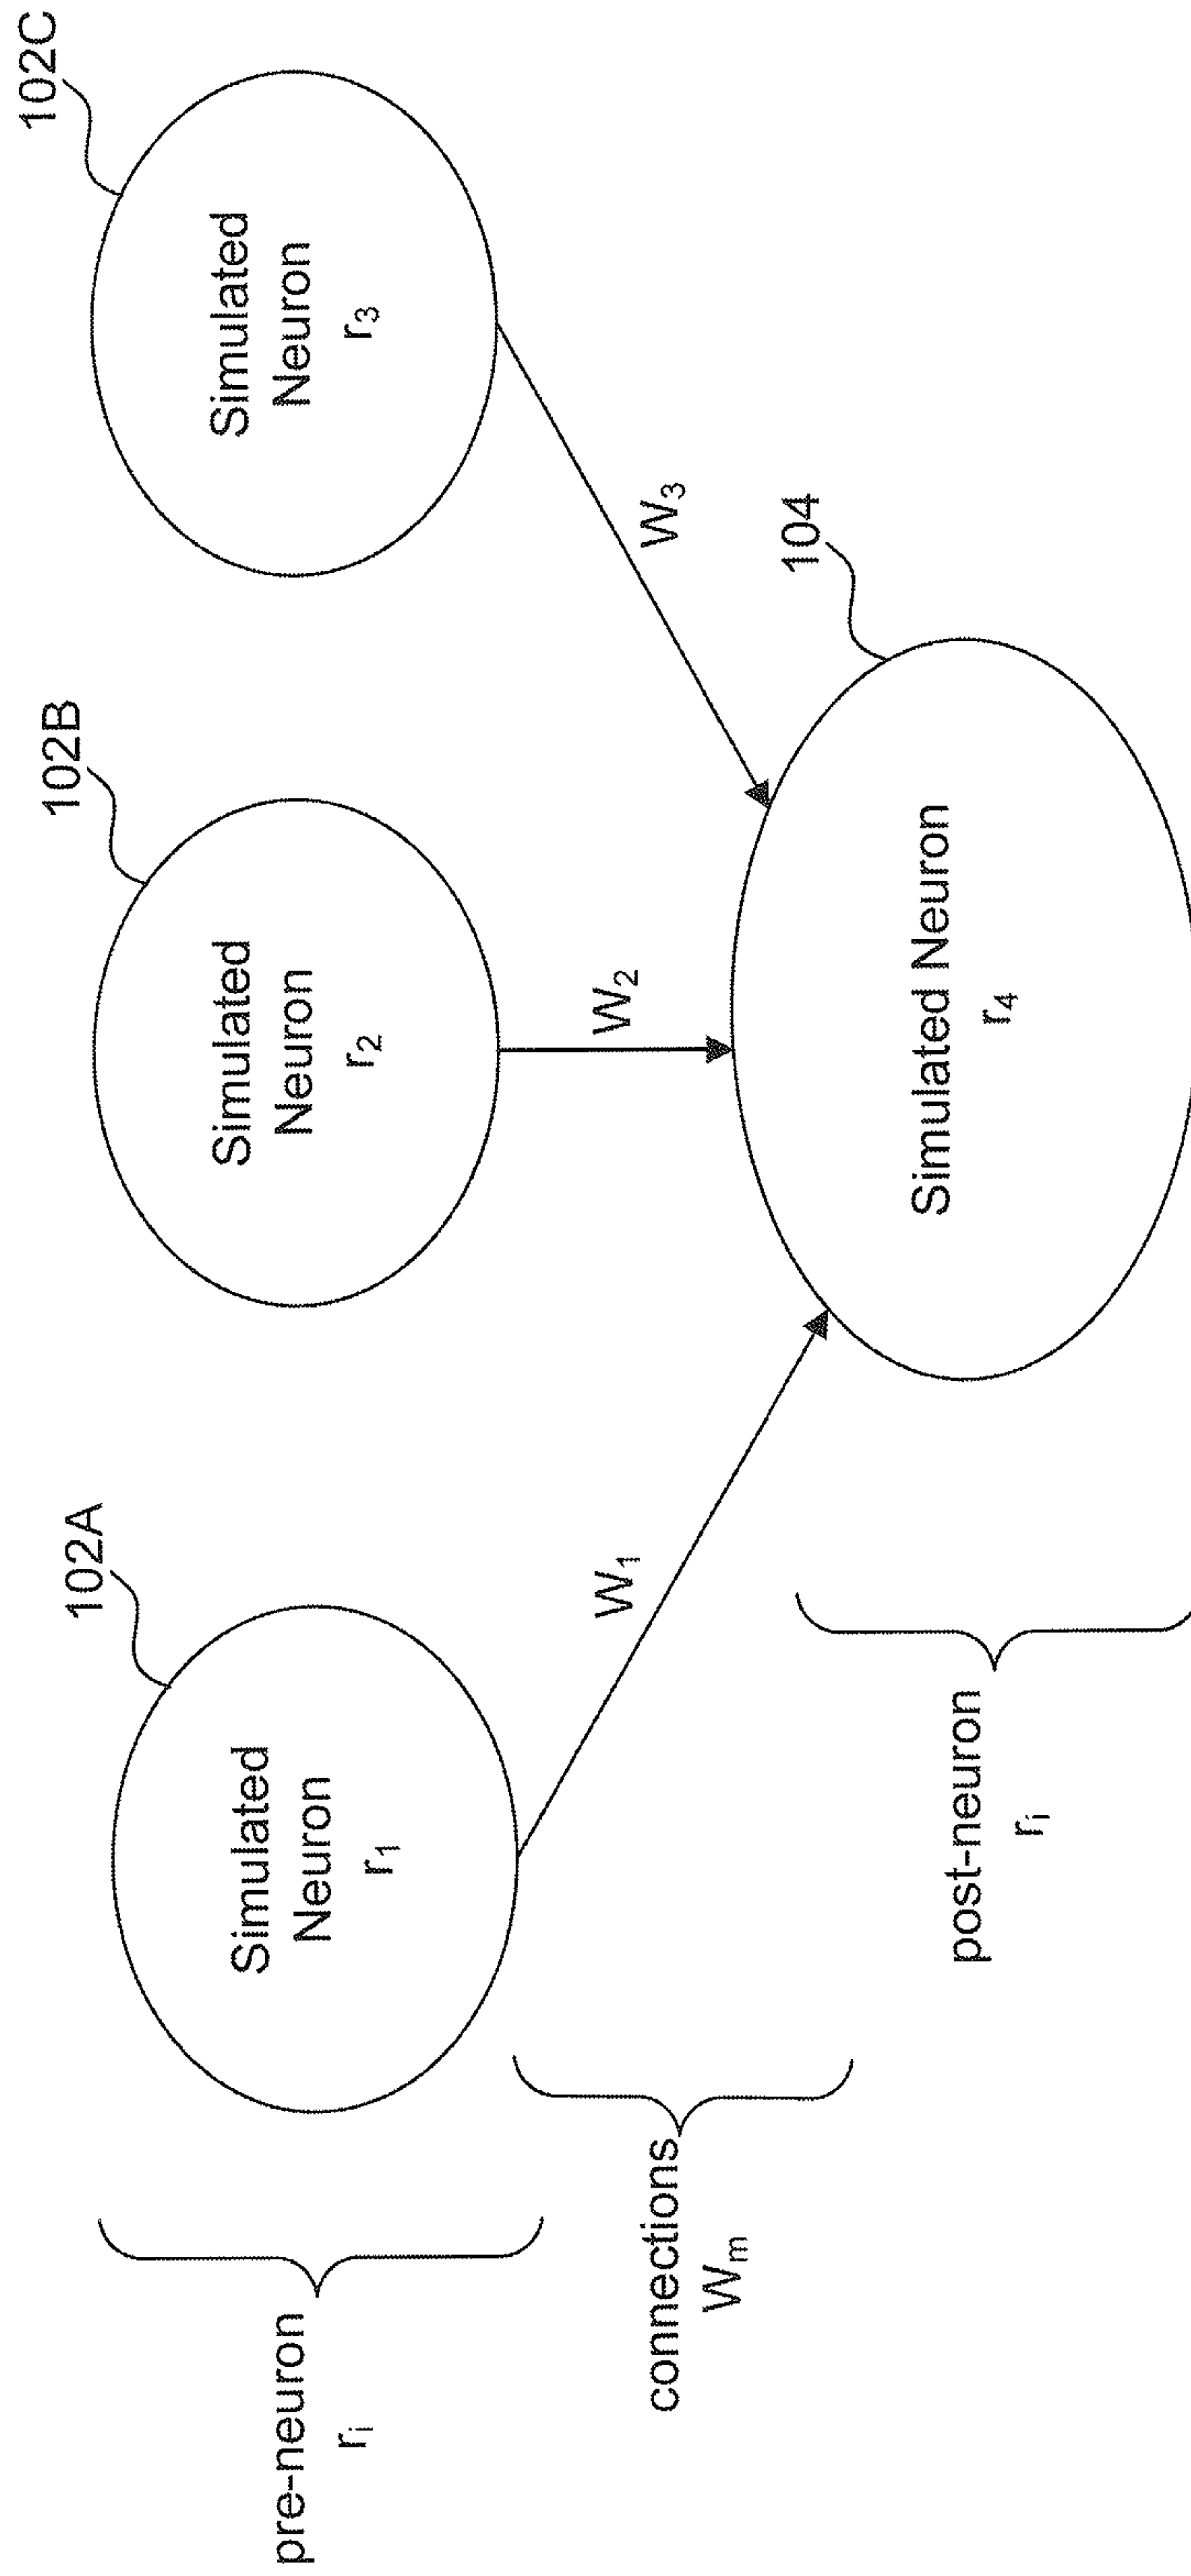 102A
102B
102C
pre-neuron
rᵢ
Simulated
Neuron
r₁
Simulated
Neuron
r₂
Simulated
Neuron
r₃
connections
Wₘ
W₁
W₂
W₃
104
post-neuron
rᵢ
Simulated Neuron
r₄